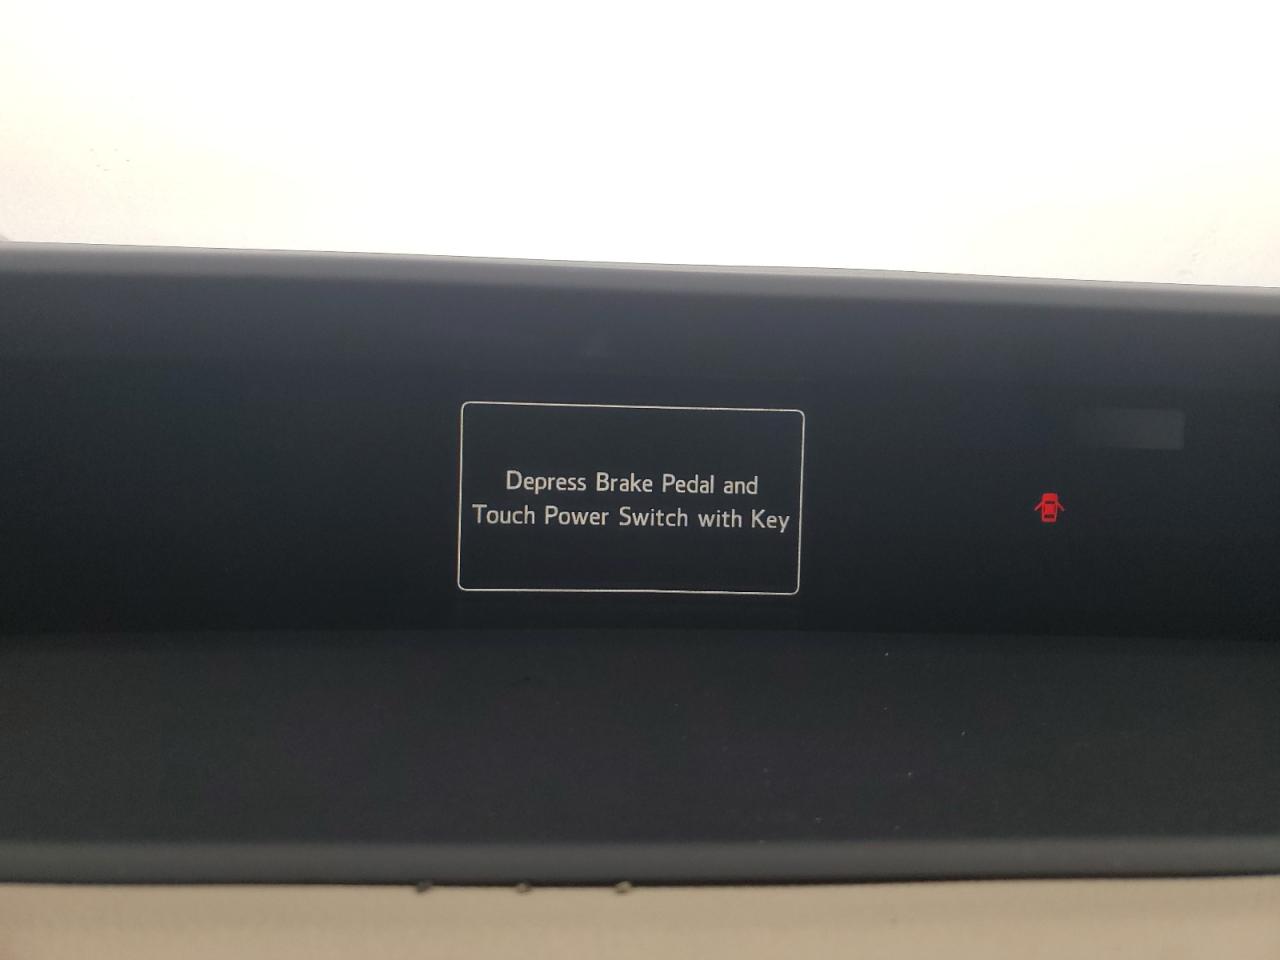 Depress Brake Pedal and
Touch Power Switch with Key